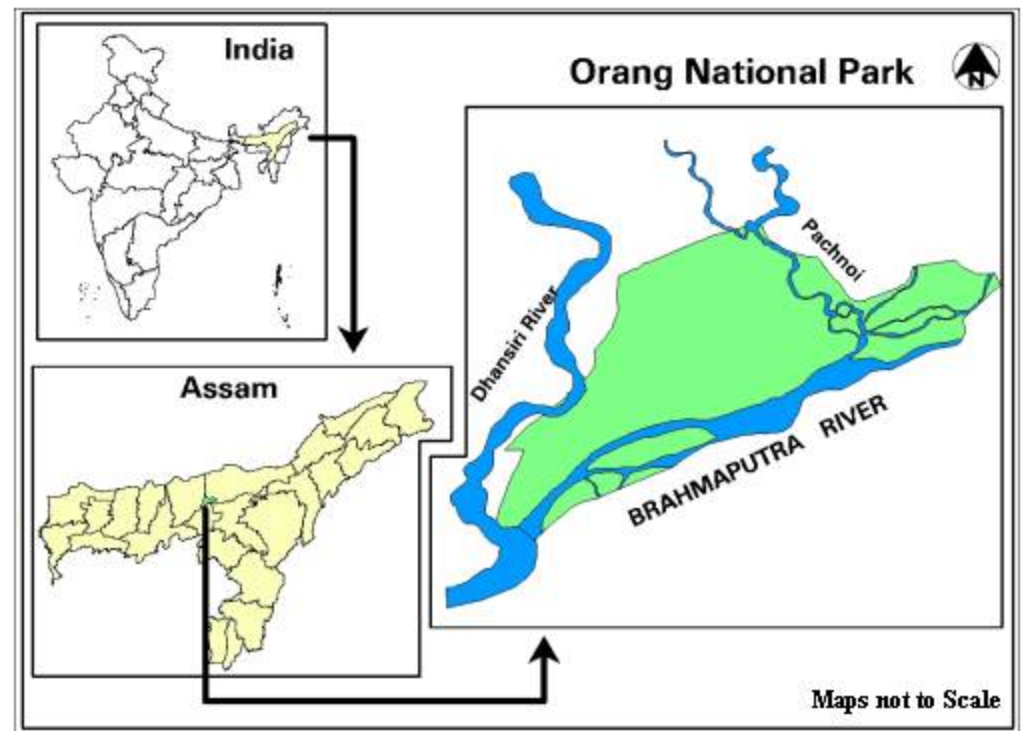 India
Orang National Park
N
Pachnoi
Dhansiri River
Assam
BRAHMAPUTRA RIVER
Maps not to Scale